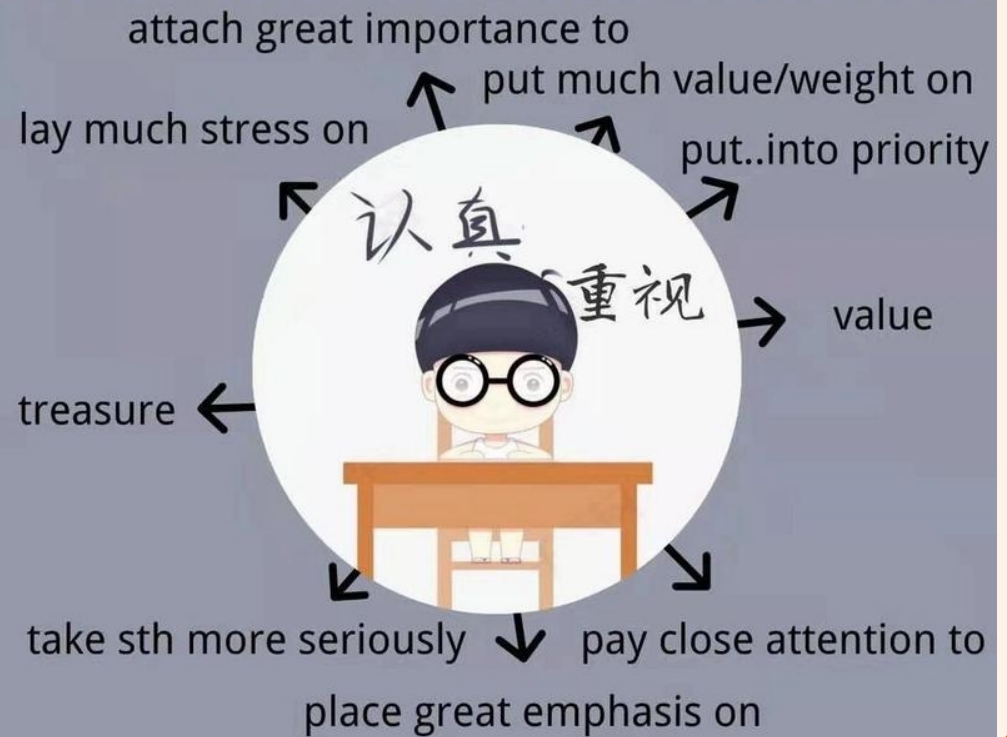 attach great importance to
put much value/weight on
lay much stress on
put..into priority
认真
重视
value
treasure
take sth more seriously
pay close attention to
place great emphasis on